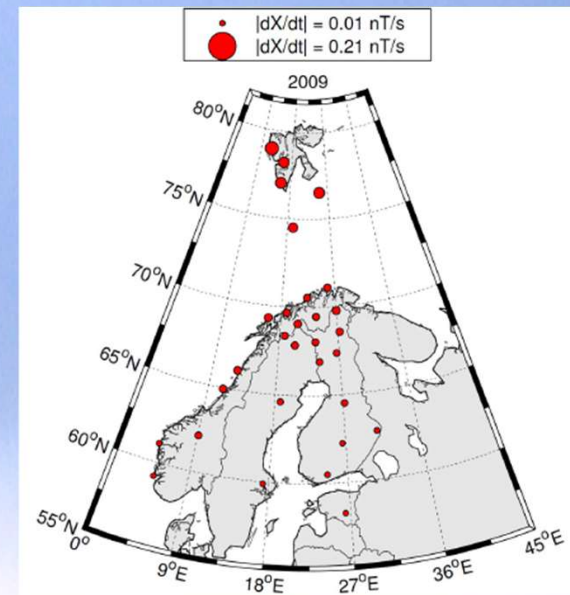 |dX/dt| = 0.01 nT/s
|dX/dt| = 0.21 nT/s
2009
80°N
75°N
70°N
65°N
60°N
55°N
0°
9°E
18°E
27°E
36°E
45°E